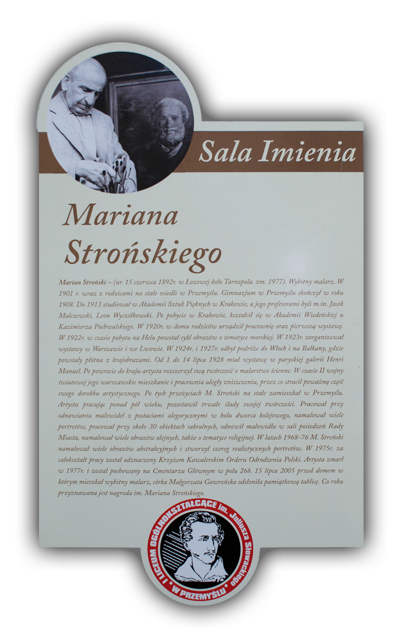 Sala Imienia
Mariana
Strońskiego
Marian Stroński – (ur. 15 czerwca 1892r. w Łozowej koło Tarnopola. zm. 1977). Wybitny malarz. W
1901 r. wraz z rodzicami na stałe osiedli w Przemyślu. Gimnazjum w Przemyślu skończył w roku
1908. Do 1913 studiował w Akademii Sztuk Pięknych w Krakowie, a jego profesorami byli m.in. Jacek
Malczewski, Leon Wyczółkowski. Po pobycie w Krakowie, kształcił się w Akademii Wiedeńskiej u
Kazimierza Pochwalskiego. W 1920r. w domu rodziców urządził pracownię oraz pierwszą wystawę.
W 1922r. w czasie pobytu na Helu powstał cykl obrazów o tematyce morskiej. W 1923r. zorganizował
wystawy w Warszawie i we Lwowie. W 1924r. i 1927r. odbył podróże do Włoch i na Bałkany, gdzie
powstały płótna z krajobrazami. Od 1 do 14 lipca 1928 miał wystawę w paryskiej galerii Henri
Manuel. Po powrocie do kraju artysta rozszerzył swą twórczość o malarstwo ścienne. W czasie II wojny
światowej jego warszawskie mieszkanie i pracownia uległy zniszczeniu, przez co stracił poważną część
swego dorobku artystycznego. Po tych przeżyciach M. Stroński na stałe zamieszkał w Przemyślu.
Artysta pracując ponad pół wieku, pozostawił trwałe ślady swojej twórczości. Pracował przy
odnawianiu malowideł z postaciami alegorycznymi w holu dworca kolejowego, namalował wiele
portretów, pracował przy około 30 obiektach sakralnych, odnowił malowidła w sali posiedzeń Rady
Miasta, namalował wiele obrazów olejnych, także o tematyce religijnej. W latach 1968-76 M. Stroński
namalował wiele obrazów abstrakcyjnych i stworzył szereg realistycznych portretów. W 1975r. za
całokształt pracy został odznaczony Krzyżem Kawalerskim Orderu Odrodzenia Polski. Artysta zmarł
w 1977r. i został pochowany na Cmentarzu Głównym w polu 26b. 15 lipca 2005 przed domem w
którym mieszkał wybitny malarz, córka Małgorzata Gawrońska odsłoniła pamiątkową tablicę. Co roku
przyznawana jest nagroda im. Mariana Strońskiego.
I LICEUM OGÓLNOKSZTAŁCĄCE im. Juliusza Słowackiego
W PRZEMYŚLU